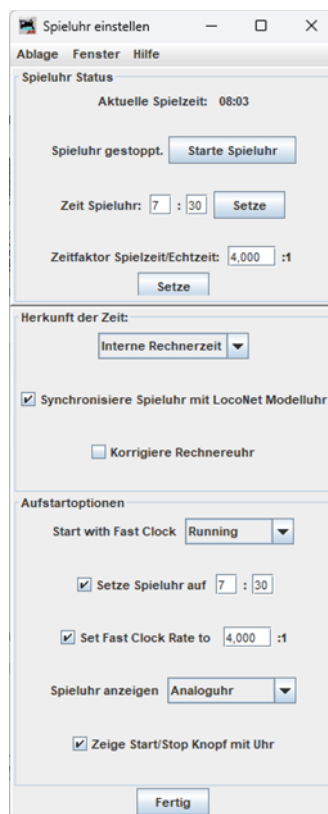 Spieluhr einstellen
Ablage Fenster Hilfe
Spieluhr Status
Aktuelle Spielzeit: 08:03
Spieluhr gestoppt. Starte Spieluhr
Zeit Spieluhr: 7 : 30 Setze
Zeitfaktor Spielzeit/Echtzeit: 4,000 :1
Setze
Herkunft der Zeit:
Interne Rechnerzeit
Synchronisiere Spieluhr mit LocoNet Modelluhr
Korrigiere Rechnereuhr
Aufstartoptionen
Start with Fast Clock Running
Setze Spieluhr auf 7 : 30
Set Fast Clock Rate to 4,000 :1
Spieluhr anzeigen Analoguhr
Zeige Start/Stop Knopf mit Uhr
Fertig